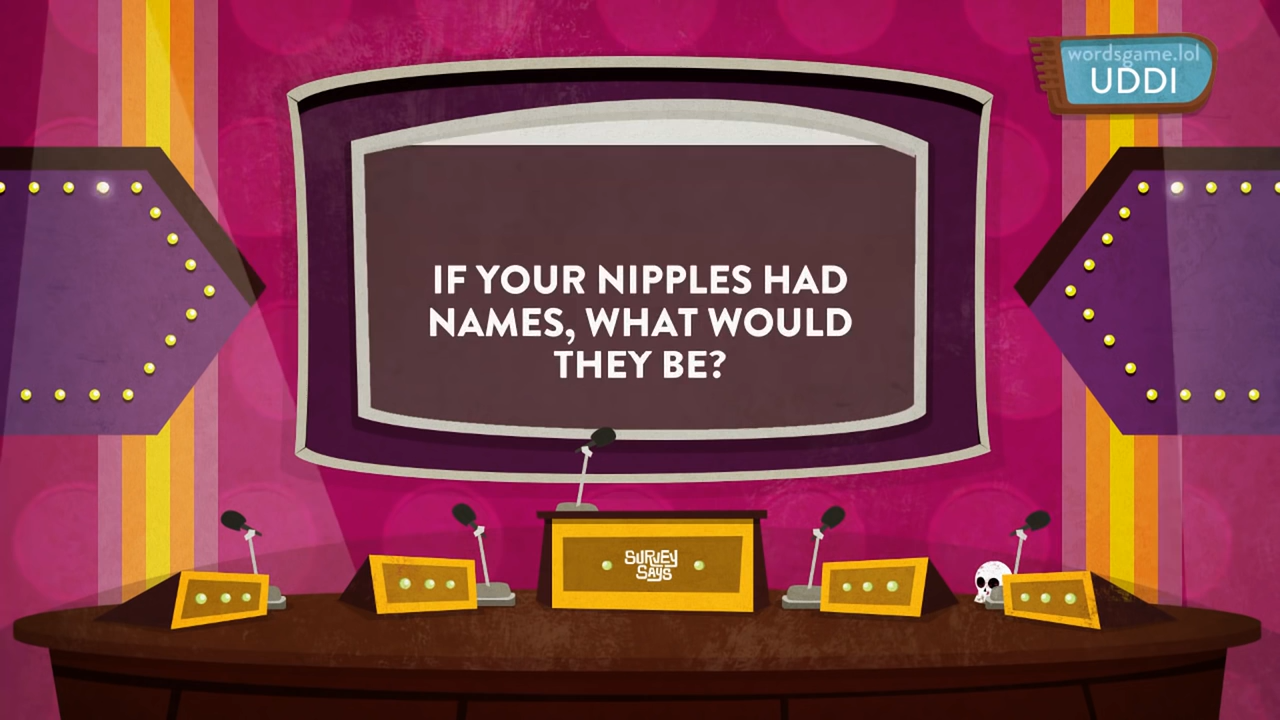 wordsgame.lol
UDDI
IF YOUR NIPPLES HAD
NAMES, WHAT WOULD
THEY BE?
SURVEY
SAYS